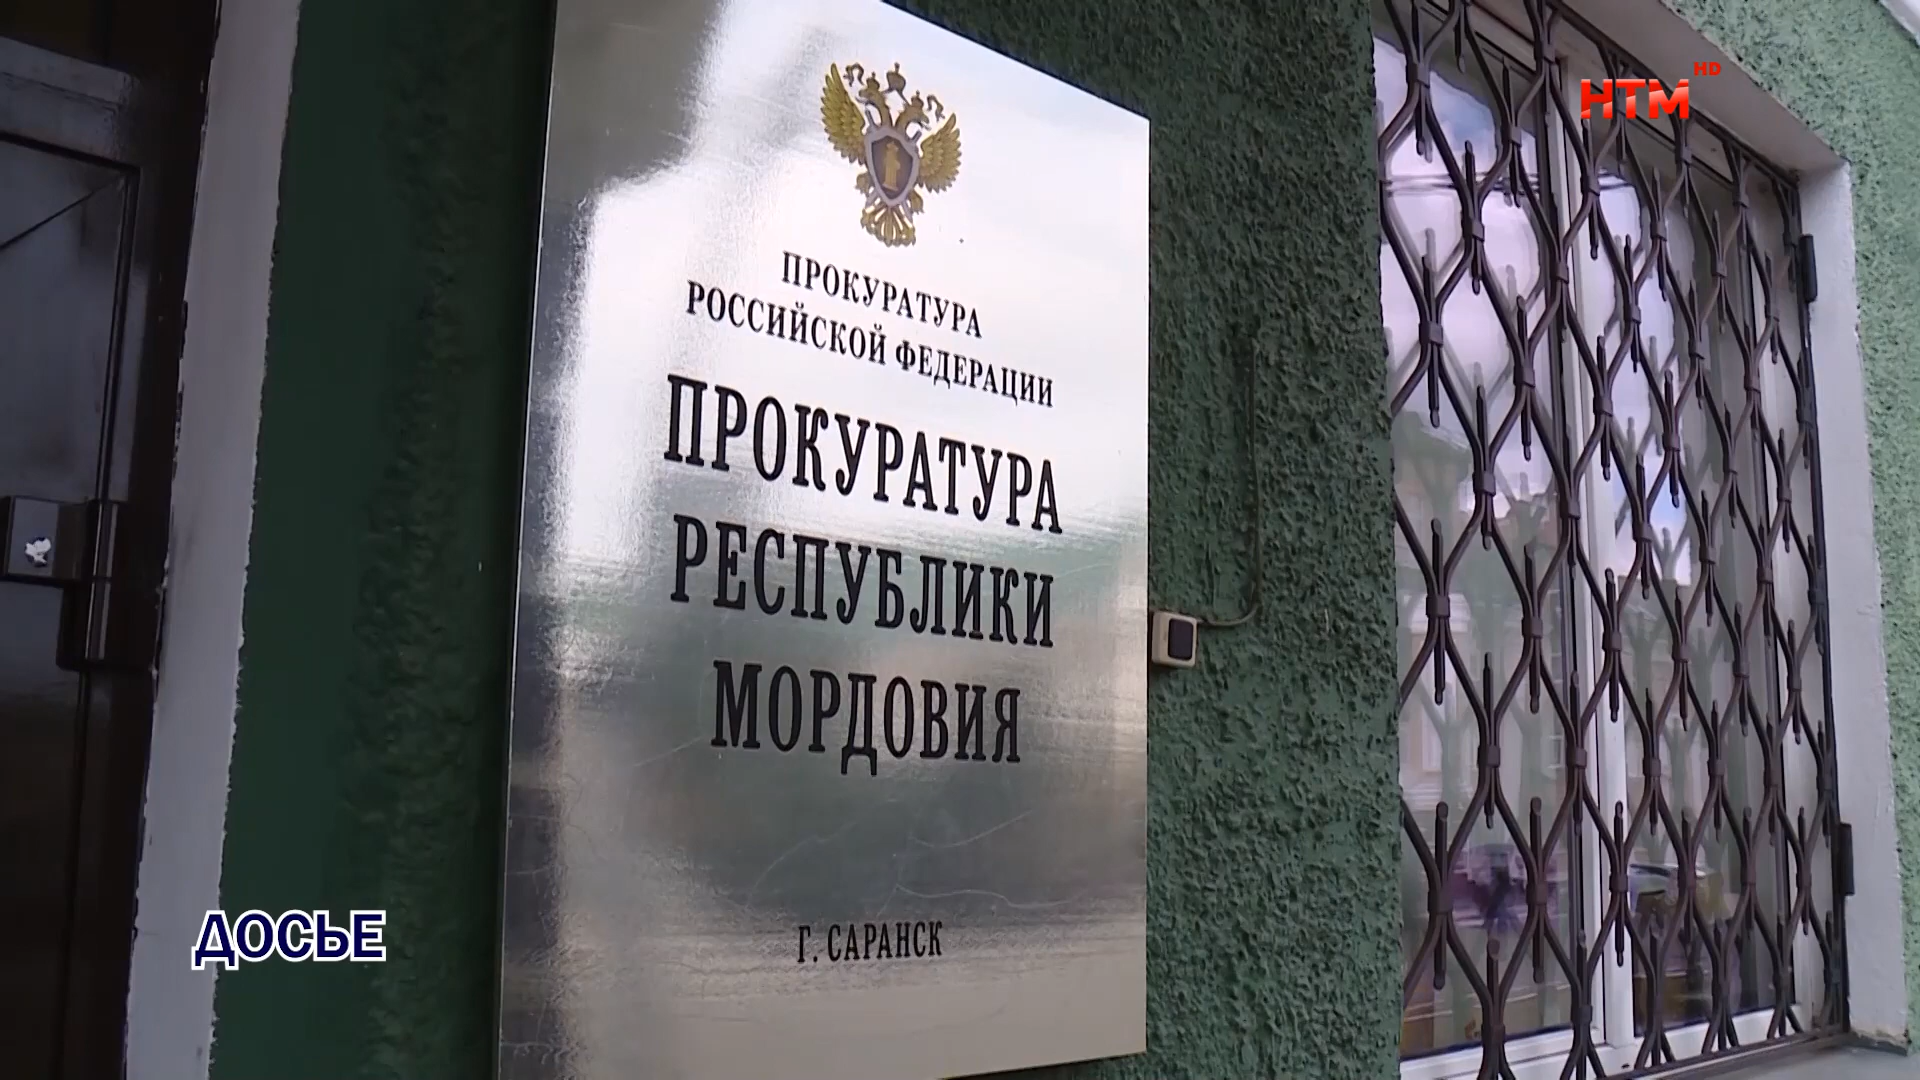 НТМ HD
ПРОКУРАТУРА
РОССИЙСКОЙ ФЕДЕРАЦИИ
ПРОКУРАТУРА
РЕСПУБЛИКИ
МОРДОВИЯ
Г. САРАНСК
ДОСЬЕ